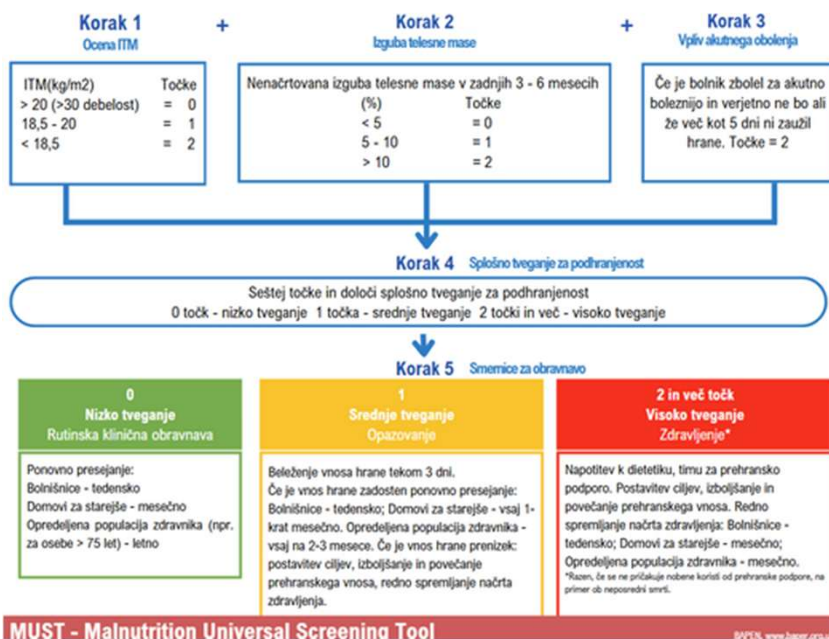 Korak 1 + Korak 2 + Korak 3
Ocena ITM
Izguba telesne mase
Vpliv akutnega obolenja
ITM(kg/m2) Točke
> 20 (>30 debelost) = 0
18,5 - 20 = 1
< 18,5 = 2
Nenačrtovana izguba telesne mase v zadnjih 3 - 6 mesecih
(%) Točke
< 5 = 0
5 - 10 = 1
> 10 = 2
Če je bolnik zbolel za akutno
boleznijo in verjetno ne bo ali
že več kot 5 dni ni zaužil
hrane. Točke = 2
Korak 4 Splošno tveganje za podhranjenost
Seštej točke in določi splošno tveganje za podhranjenost
0 točk - nizko tveganje 1 točka - srednje tveganje 2 točki in več - visoko tveganje
Korak 5 Smernice za obravnavo
0
Nizko tveganje
Rutinska klinična obravnava
Ponovno presejanje:
Bolnišnice - tedensko
Domovi za starejše - mesečno
Opredeljena populacija zdravnika (npr.
za osebe > 75 let) - letno
1
Srednje tveganje
Opazovanje
Beleženje vnosa hrane tekom 3 dni.
Če je vnos hrane zadosten ponovno presejanje:
Bolnišnice - tedensko; Domovi za starejše - vsaj 1-
krat mesečno. Opredeljena populacija zdravnika -
vsaj na 2-3 mesece. Če je vnos hrane prenizek:
postavitev ciljev, izboljšanje in povečanje
prehranskega vnosa, redno spremljanje načrta
zdravljenja.
2 in več točk
Visoko tveganje
Zdravljenje*
Napotitev k dietetiku, timu za prehransko
podporo. Postavitev ciljev, izboljšanje in
povečanje prehranskega vnosa. Redno
spremljanje načrta zdravljenja: Bolnišnice -
tedensko; Domovi za starejše - mesečno;
Opredeljena populacija zdravnika - mesečno.
*Razen, če se ne pričakuje nobene koristi od prehranske podpore, na
primer ob neposredni smrti.
MUST - Malnutrition Universal Screening Tool
BAPEN,